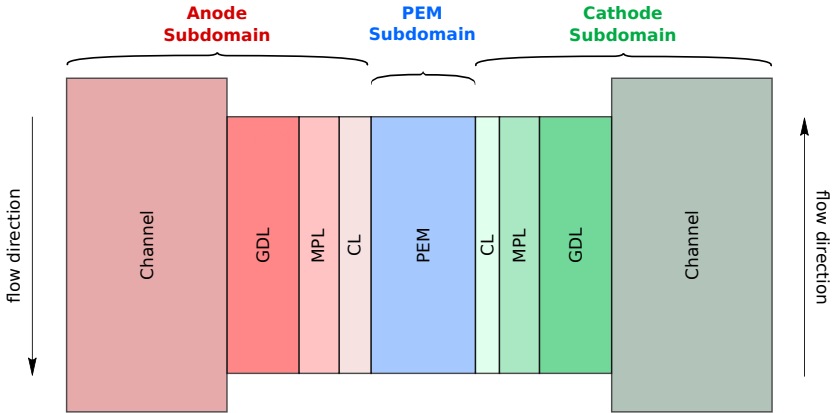 Anode
Subdomain
PEM
Subdomain
Cathode
Subdomain
flow direction
Channel
GDL
MPL
CL
PEM
CL
MPL
GDL
Channel
flow direction